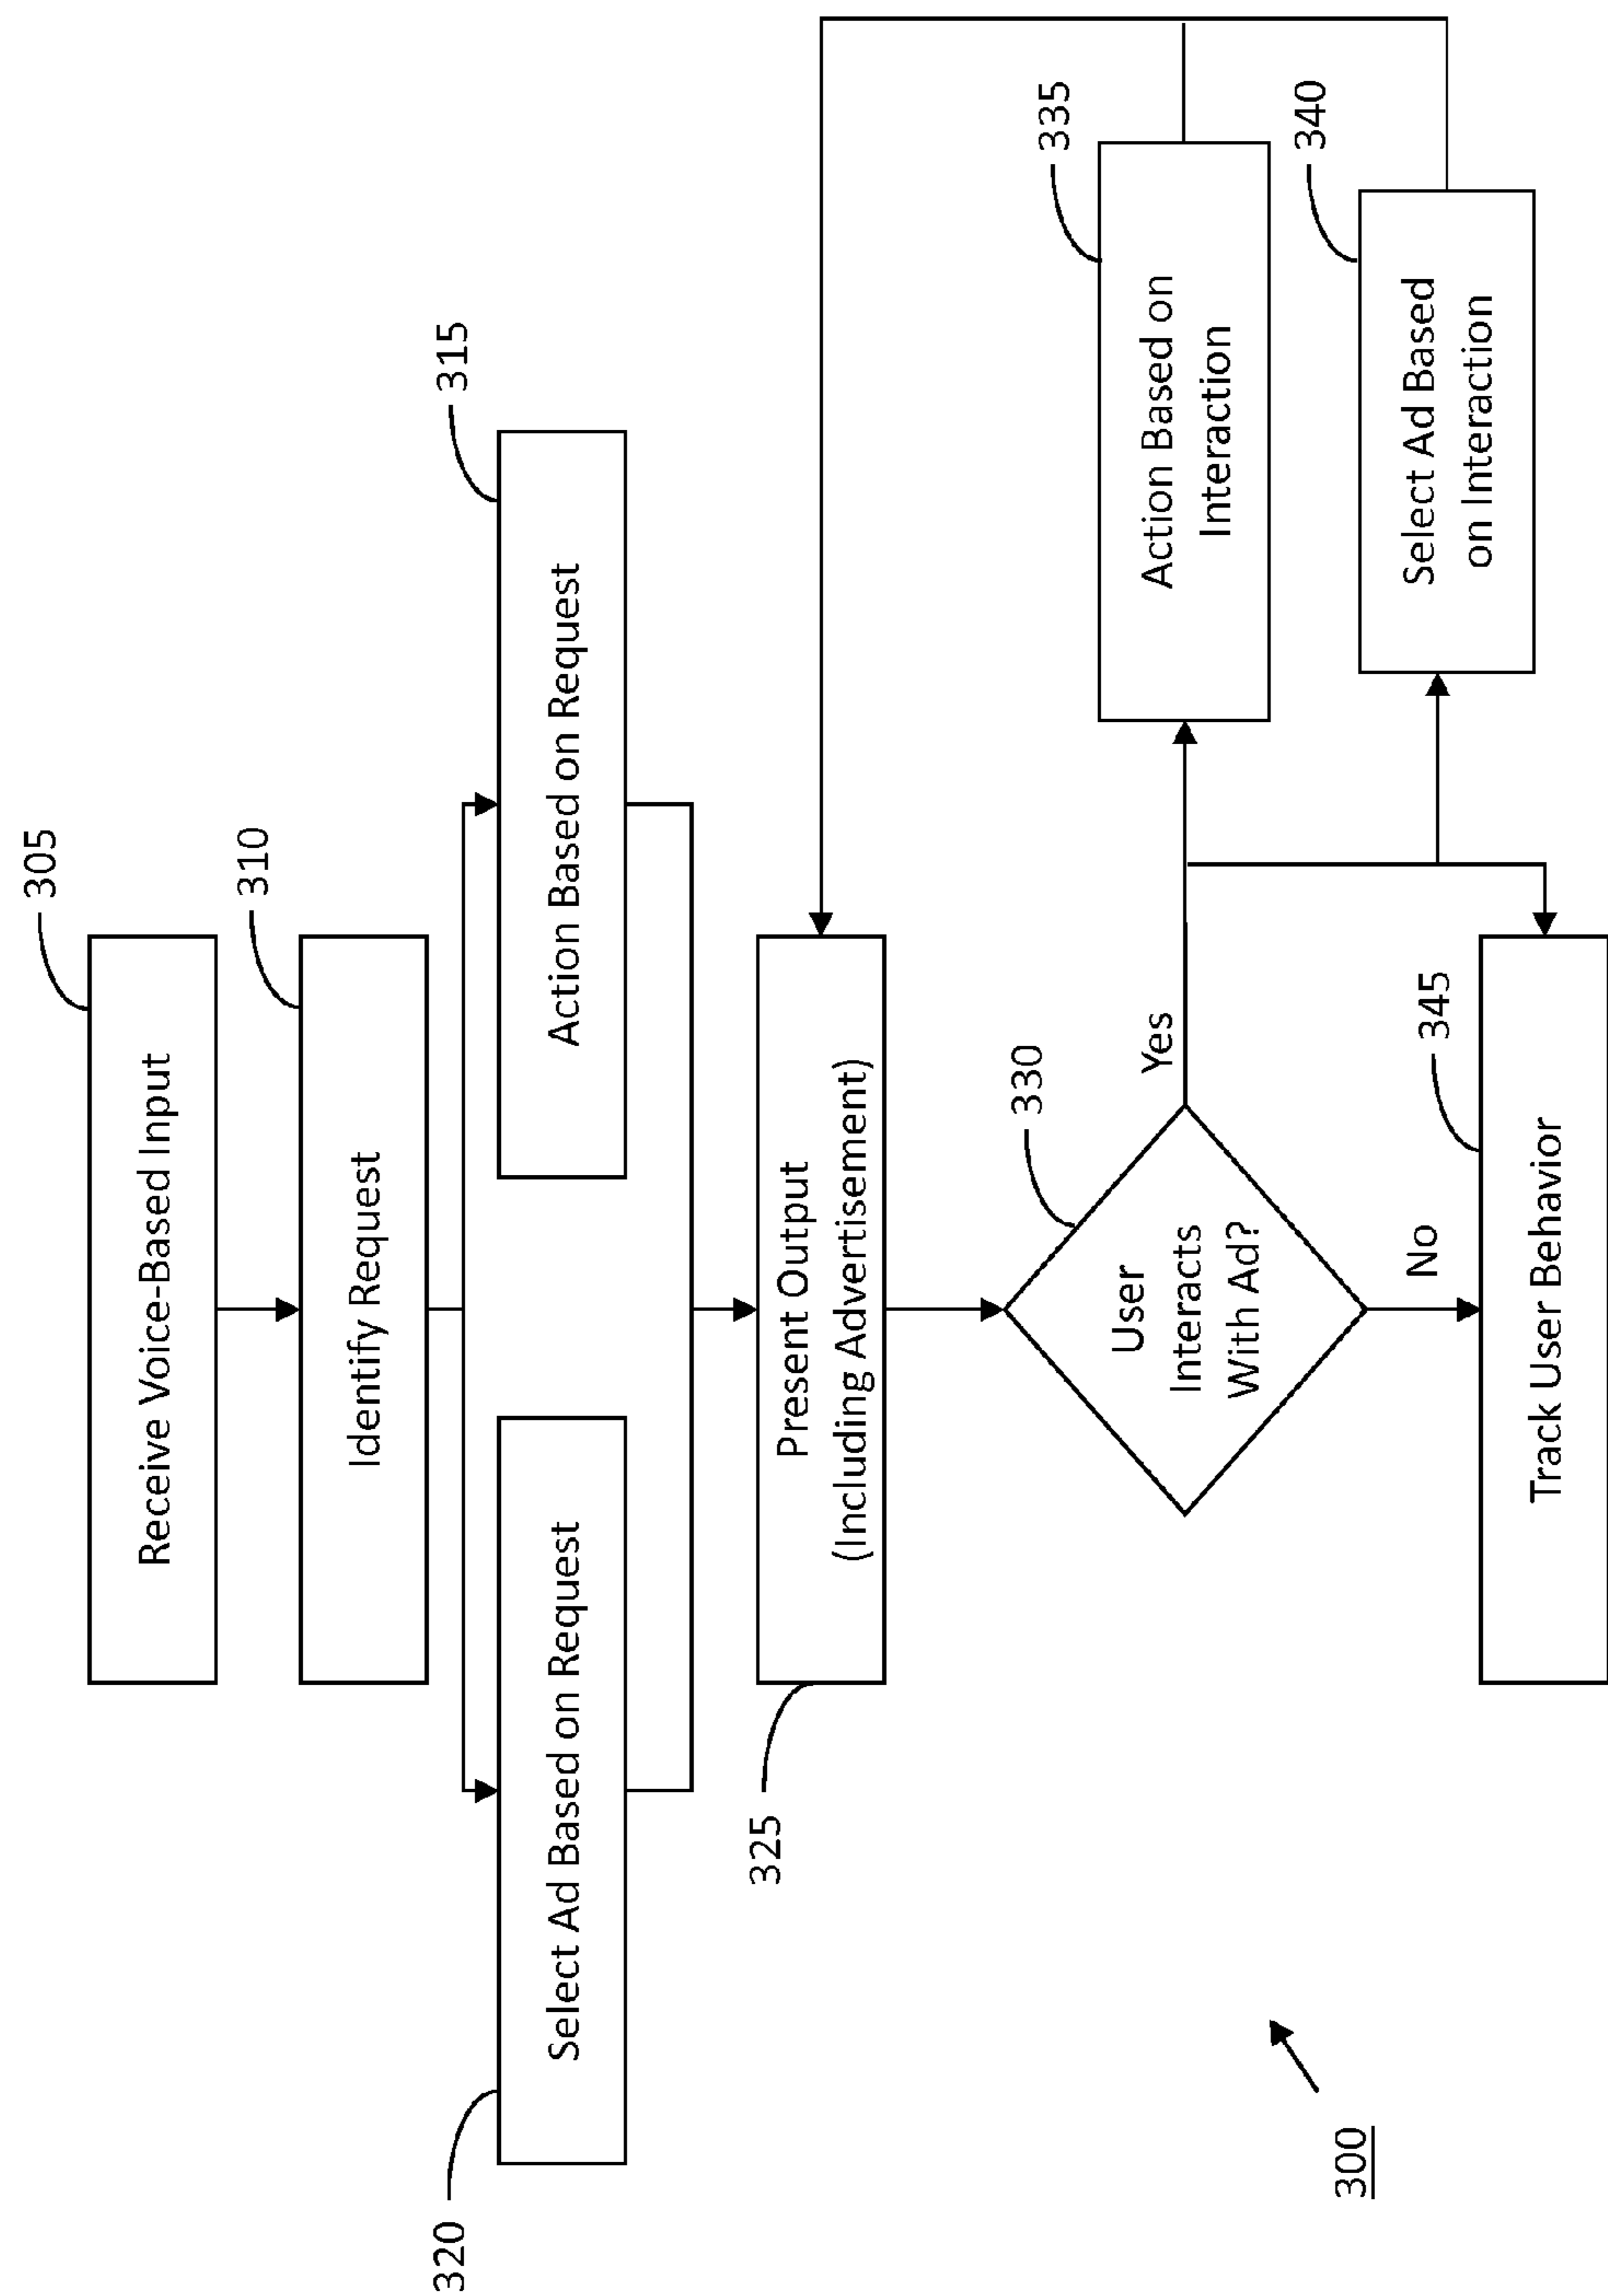 305
Receive Voice-Based Input
310
Identify Request
320
Select Ad Based on Request
315
Action Based on Request
325
Present Output
(Including Advertisement)
330
User
Interacts
With Ad?
Yes
No
335
Action Based on
Interaction
340
Select Ad Based
on Interaction
345
Track User Behavior
300